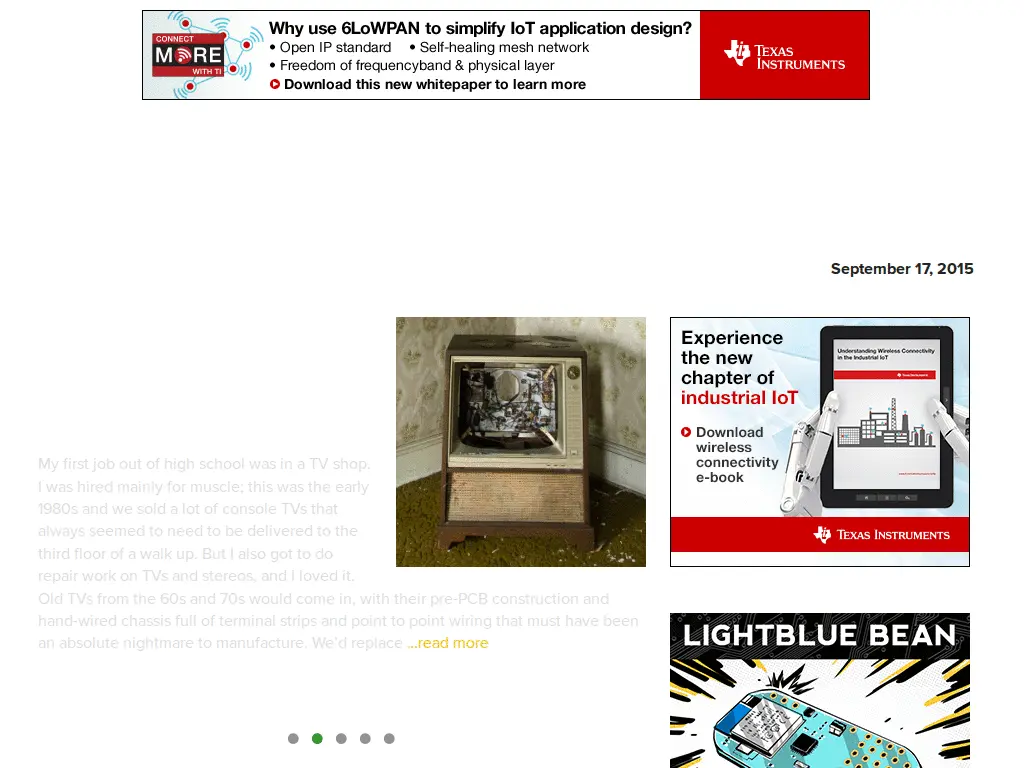 CONNECT
MORE
WITH TI
Why use 6LoWPAN to simplify IoT application design?
• Open IP standard • Self-healing mesh network
• Freedom of frequencyband & physical layer
Download this new whitepaper to learn more
TEXAS
INSTRUMENTS
September 17, 2015
My first job out of high school was in a TV shop.
I was hired mainly for muscle; this was the early
1980s and we sold a lot of console TVs that
always seemed to need to be delivered to the
third floor of a walk up. But I also got to do
repair work on TVs and stereos, and I loved it.
Old TVs from the 60s and 70s would come in, with their pre-PCB construction and
hand-wired chassis full of terminal strips and point to point wiring that must have been
an absolute nightmare to manufacture. We'd replace ...read more
Experience
the new
chapter of
industrial IoT
Download
wireless
connectivity
e-book
Understanding Wireless Connectivity
in the Industrial IoT
TEXAS INSTRUMENTS
TEXAS INSTRUMENTS
LIGHTBLUE BEAN